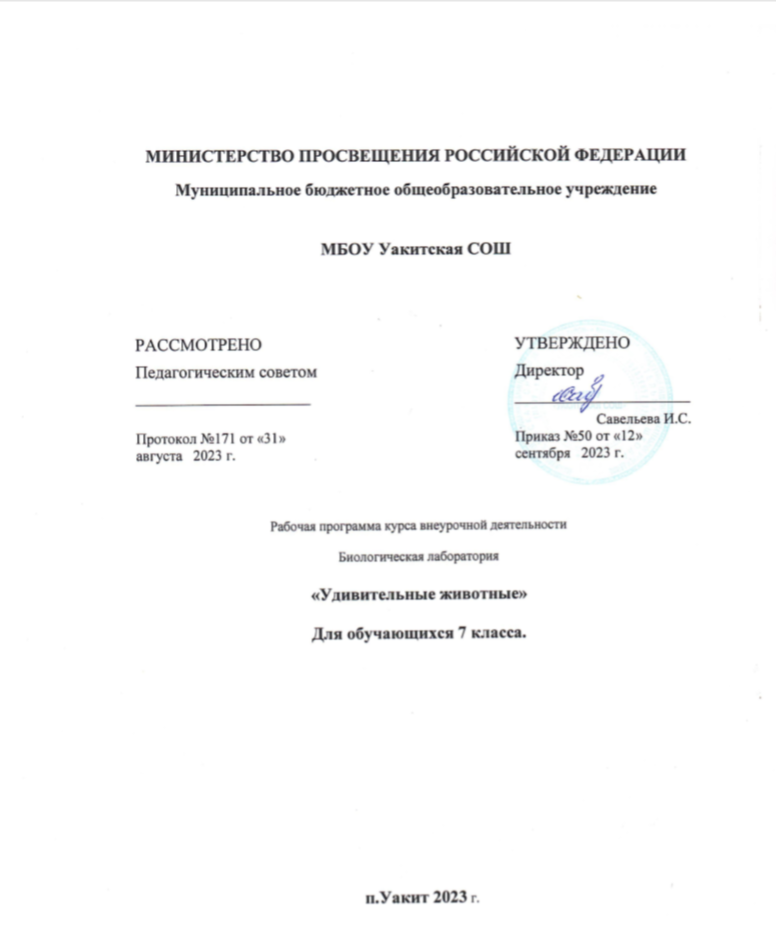 МИНИСТЕРСТВО ПРОСВЕЩЕНИЯ РОССИЙСКОЙ ФЕДЕРАЦИИ
Муниципальное бюджетное общеобразовательное учреждение
МБОУ Уакитская СОШ
РАССМОТРЕНО
Педагогическим советом
Протокол №171 от «31»
августа 2023 г.
УТВЕРЖДЕНО
Директор
Савельева И.С.
Приказ №50 от «12»
сентября 2023 г.
Рабочая программа курса внеурочной деятельности
Биологическая лаборатория
«Удивительные животные»
Для обучающихся 7 класса.
п.Уакит 2023 г.